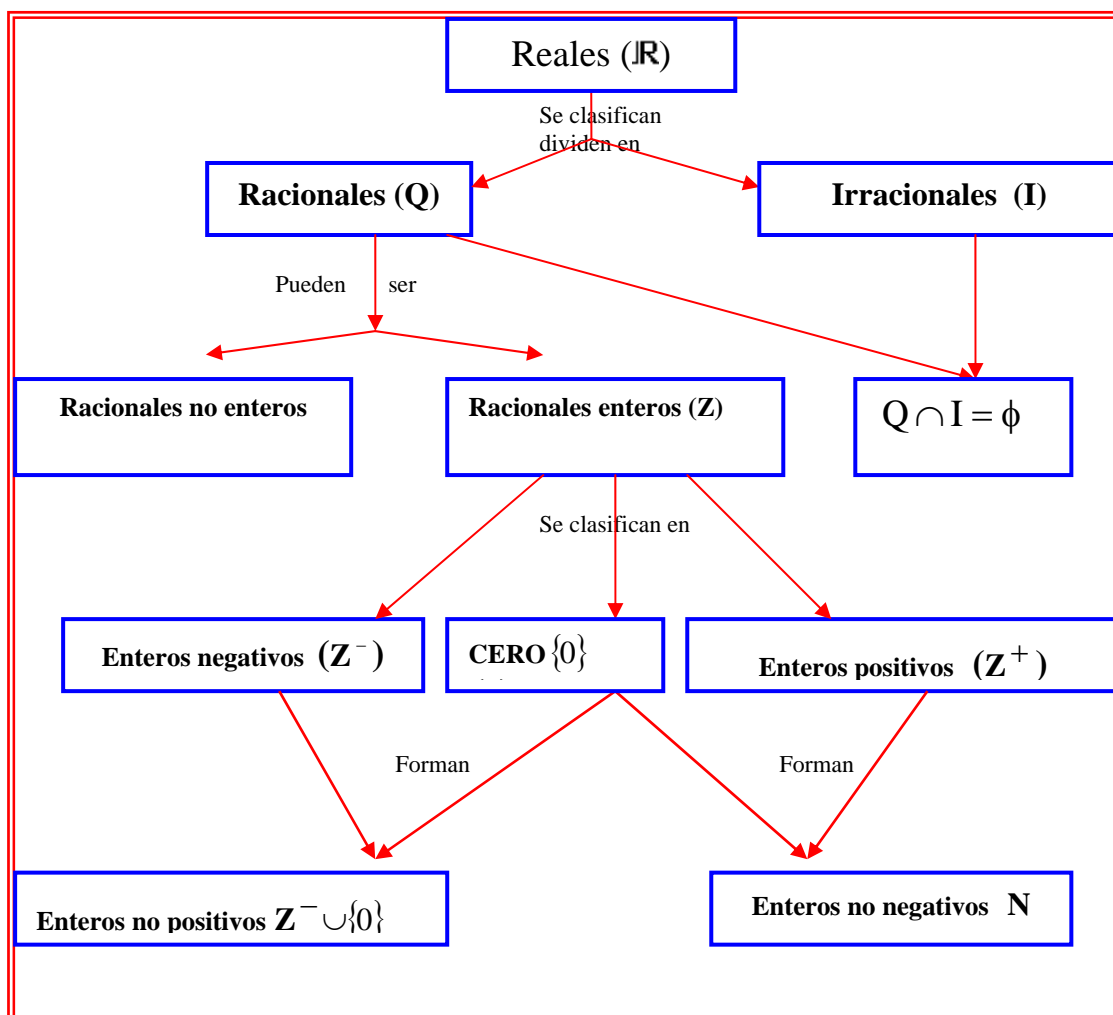 Reales (ℝ)
Se clasifican
dividen en
Racionales (Q)
Irracionales (I)
Pueden ser
Racionales no enteros
Racionales enteros (Z)
Q ∩ I = ϕ
Se clasifican en
Enteros negativos (Z⁻)
CERO {0}
Enteros positivos (Z⁺)
Forman
Forman
Enteros no positivos Z⁻ ∪{0}
Enteros no negativos N